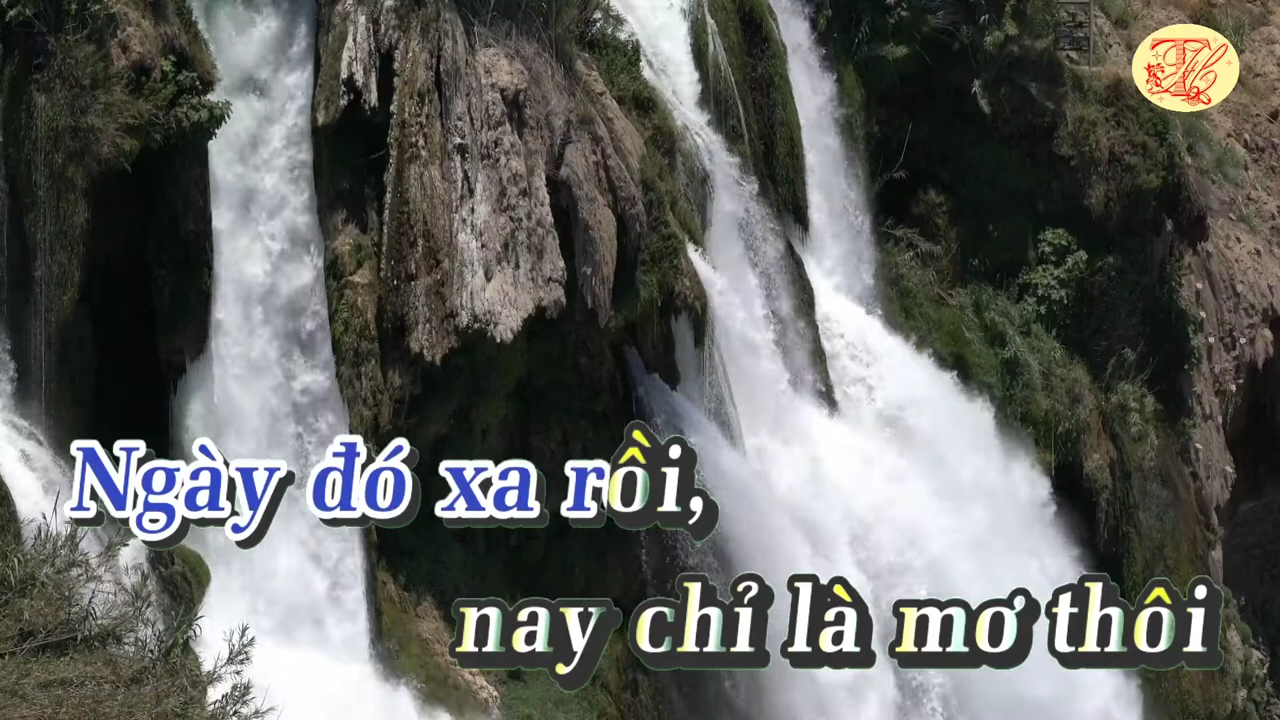 Ngày đó xa rồi,
nay chỉ là mơ thôi